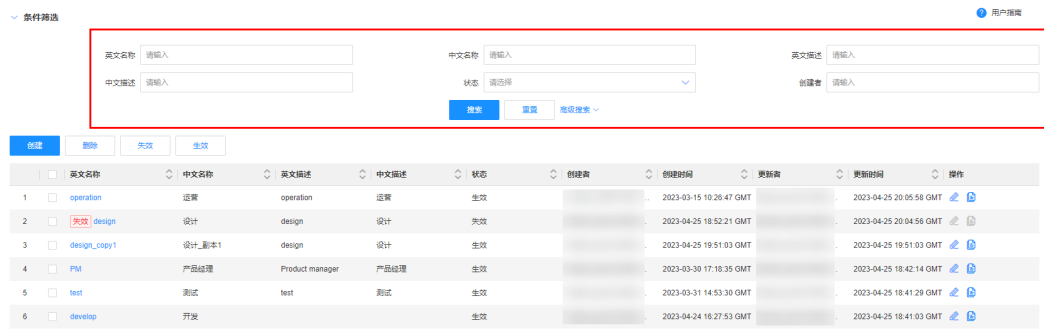 条件筛选 用户指南
英文名称 请输入 中文名称 请输入 英文描述 请输入
中文描述 请输入 状态 请选择 创建者 请输入
搜索 重置 高级搜索
创建 删除 失效 生效
英文名称 中文名称 英文描述 中文描述 状态 创建者 创建时间 更新者 更新时间 操作
1 operation 运营 operation 运营 生效 .. 2023-03-15 10:26:47 GMT . 2023-04-25 20:05:58 GMT
2 失效 design 设计 design 设计 失效 . 2023-04-25 18:52:21 GMT . 2023-04-25 20:04:56 GMT
3 design_copy1 设计_副本1 design 设计 生效 . 2023-04-25 19:51:03 GMT . 2023-04-25 19:51:03 GMT
4 PM 产品经理 Product manager 产品经理 生效 . 2023-03-30 17:18:35 GMT . 2023-04-25 18:42:14 GMT
5 test 测试 test 测试 生效 . 2023-03-31 14:53:30 GMT . 2023-04-25 18:41:29 GMT
6 develop 开发 生效 . 2023-04-24 16:27:53 GMT . 2023-04-25 18:41:03 GMT